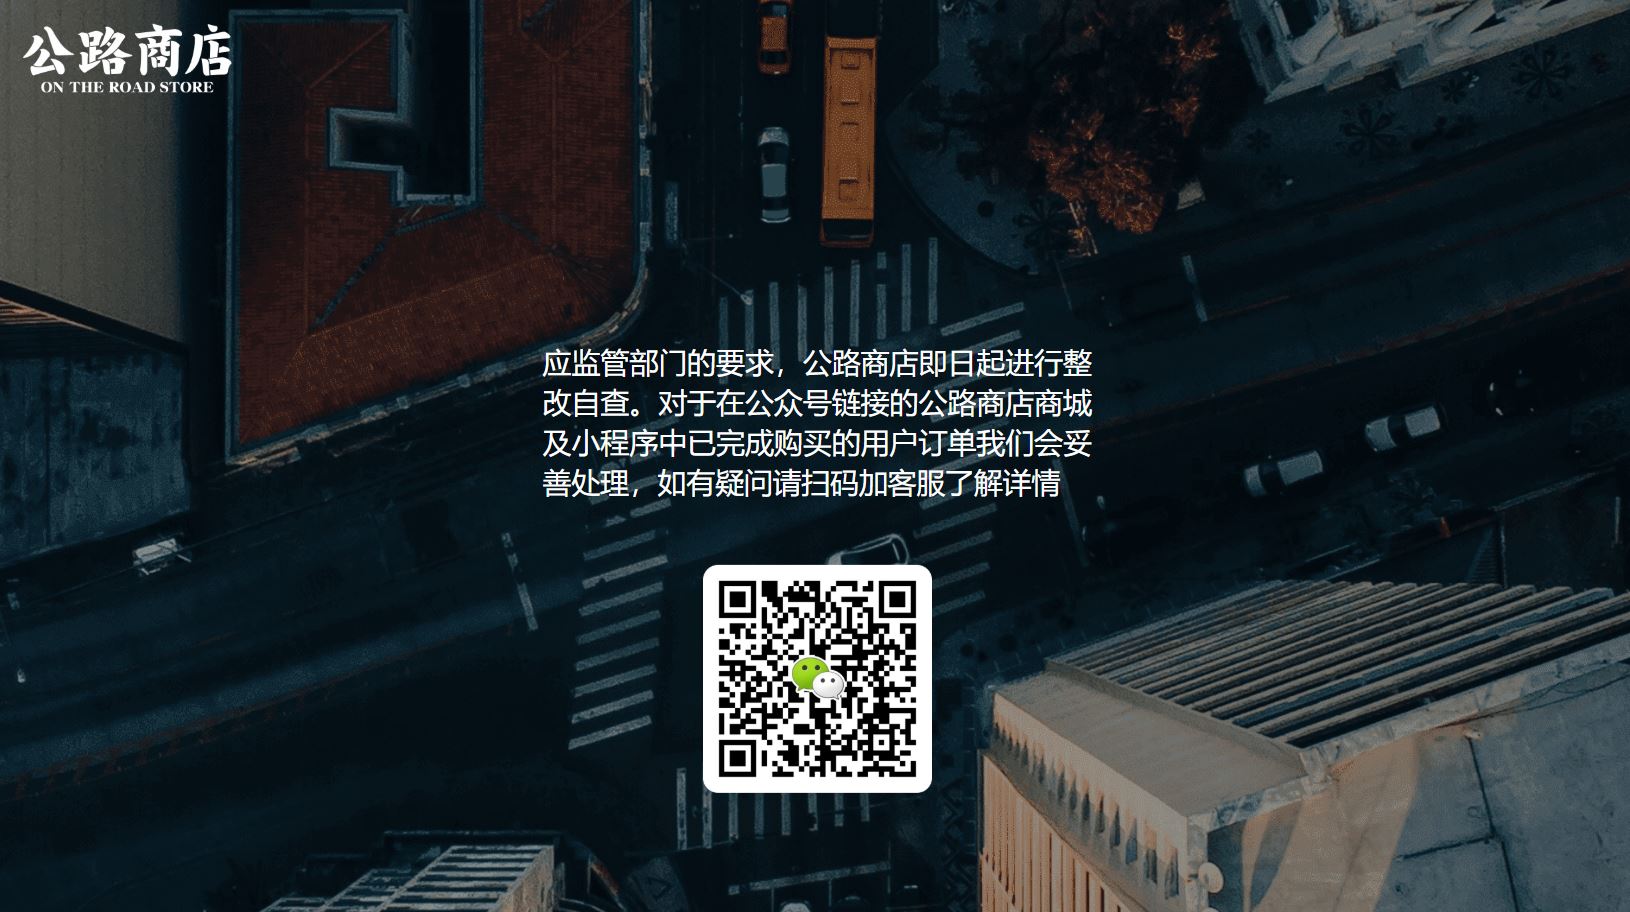 公路商店
ON THE ROAD STORE
应监管部门的要求，公路商店即日起进行整
改自查。对于在公众号链接的公路商店商城
及小程序中已完成购买的用户订单我们会妥
善处理，如有疑问请扫码加客服了解详情